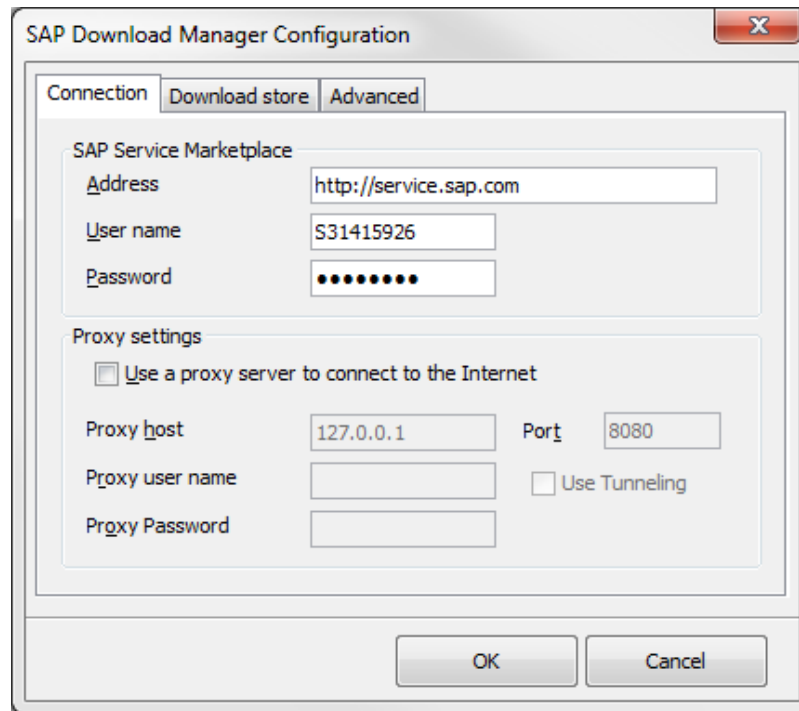 SAP Download Manager Configuration
Connection Download store Advanced
SAP Service Marketplace
Address http://service.sap.com
User name S31415926
Password ●●●●●●●●
Proxy settings
Use a proxy server to connect to the Internet
Proxy host 127.0.0.1 Port 8080
Proxy user name Use Tunneling
Proxy Password
OK Cancel